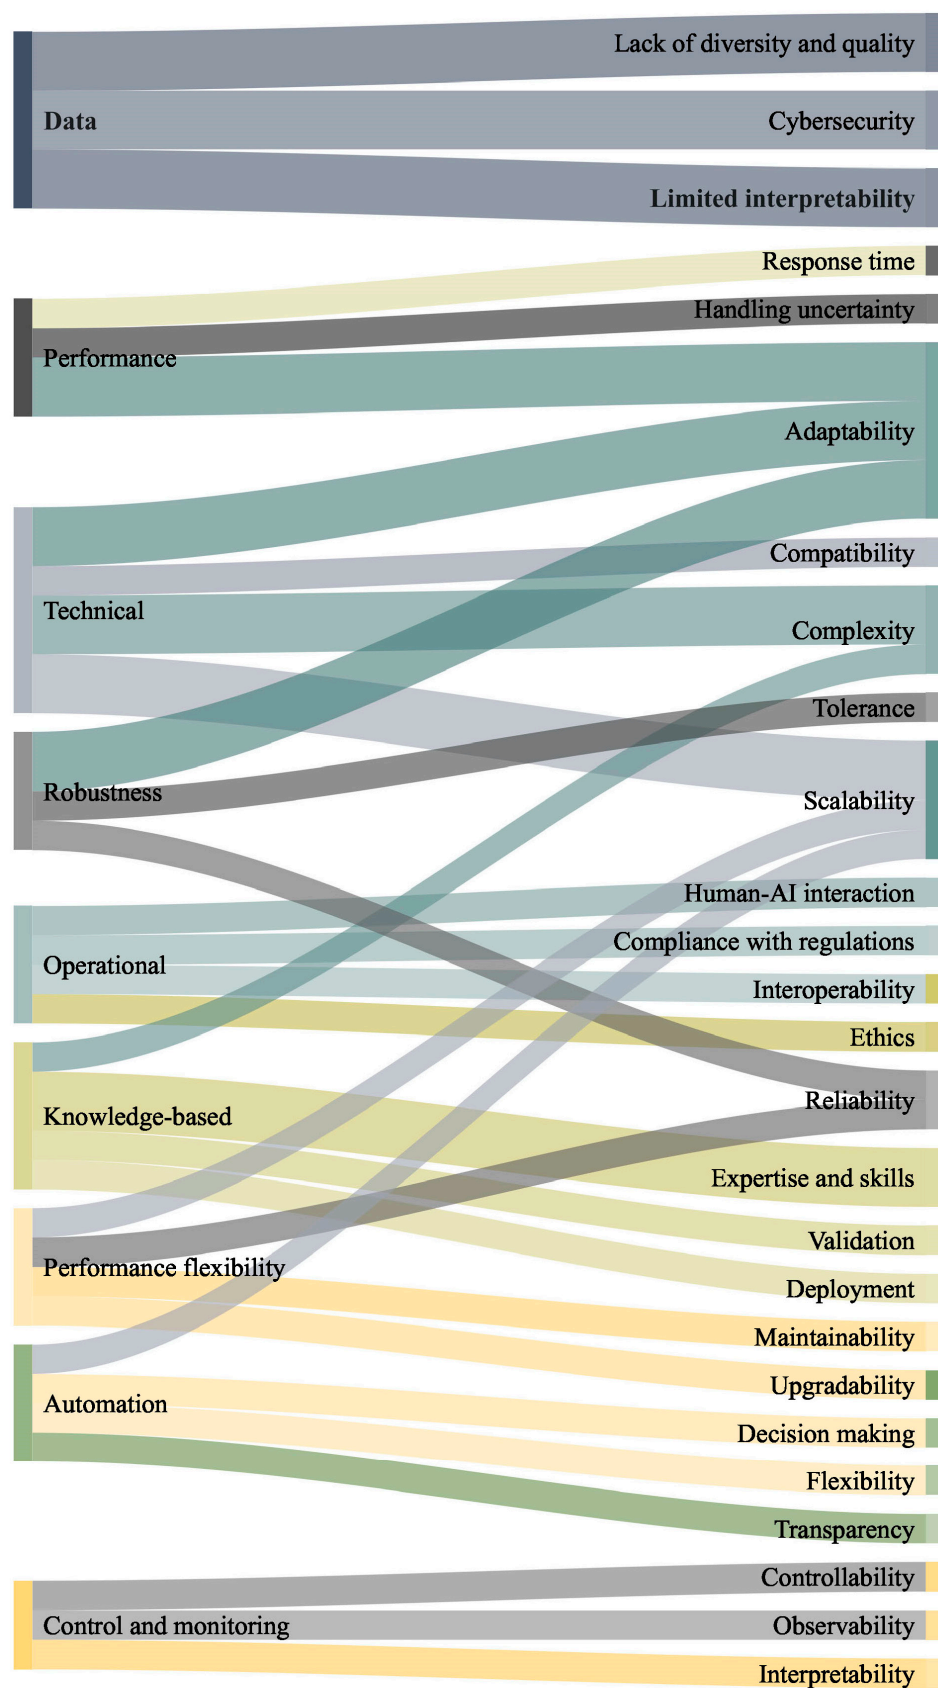 Lack of diversity and quality
Data
Cybersecurity
Limited interpretability
Response time
Handling uncertainty
Performance
Adaptability
Compatibility
Technical
Complexity
Tolerance
Robustness
Scalability
Human-AI interaction
Compliance with regulations
Operational
Interoperability
Ethics
Reliability
Knowledge-based
Expertise and skills
Validation
Performance flexibility
Deployment
Maintainability
Upgradability
Automation
Decision making
Flexibility
Transparency
Controllability
Control and monitoring
Observability
Interpretability